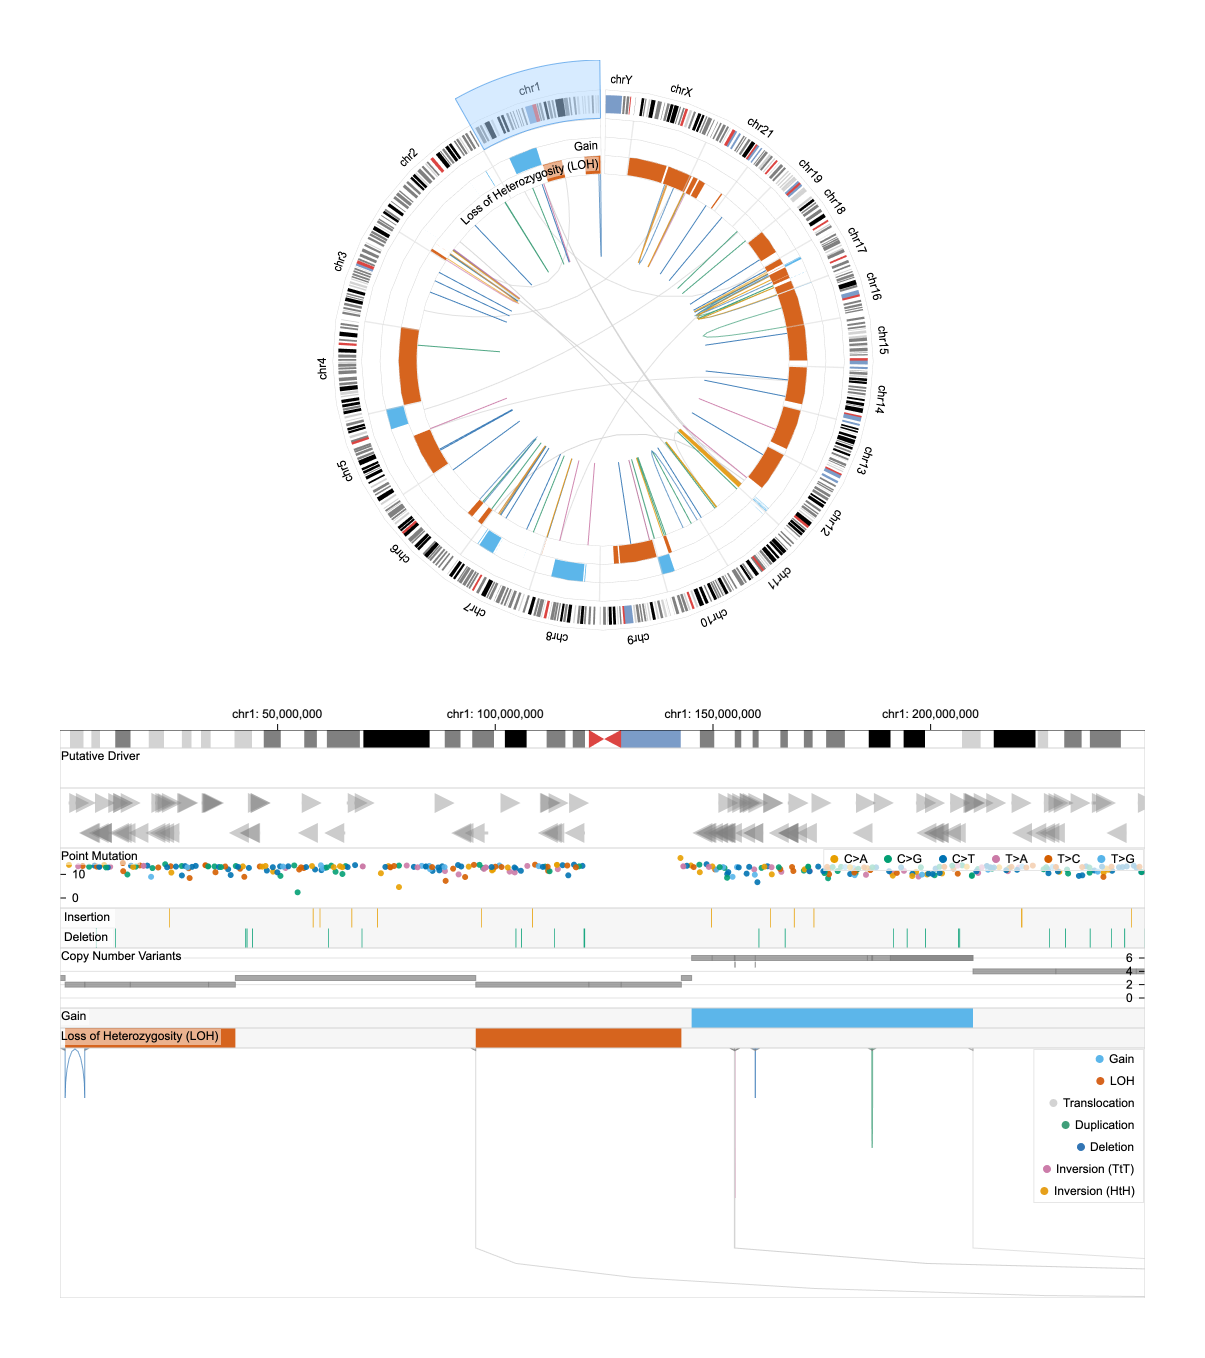 chrY
chrX
chr1
chr21
chr2
Gain
chr19
Loss of Heterozygosity (LOH)
chr18
chr17
chr3
chr16
chr15
chr4
chr14
chr5
chr13
chr12
chr6
chr11
chr7
chr10
chr8
chr9
chr1: 50,000,000 chr1: 100,000,000 chr1: 150,000,000 chr1: 200,000,000
Putative Driver
Point Mutation
C>A C>G C>T T>A T>C T>G
10
0
Insertion
Deletion
Copy Number Variants
6
4
2
0
Gain
Loss of Heterozygosity (LOH)
Gain
LOH
Translocation
Duplication
Deletion
Inversion (TtT)
Inversion (HtH)